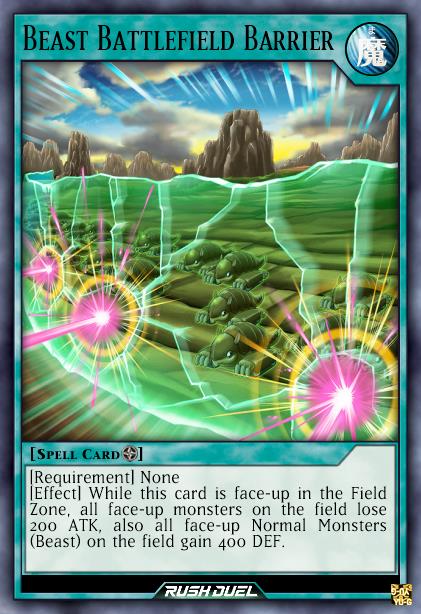 BEAST BATTLEFIELD BARRIER
ま
魔
[SPELL CARD]
[Requirement] None
[Effect] While this card is face-up in the Field
Zone, all face-up monsters on the field lose
200 ATK, also all face-up Normal Monsters
(Beast) on the field gain 400 DEF.
RUSH DUEL